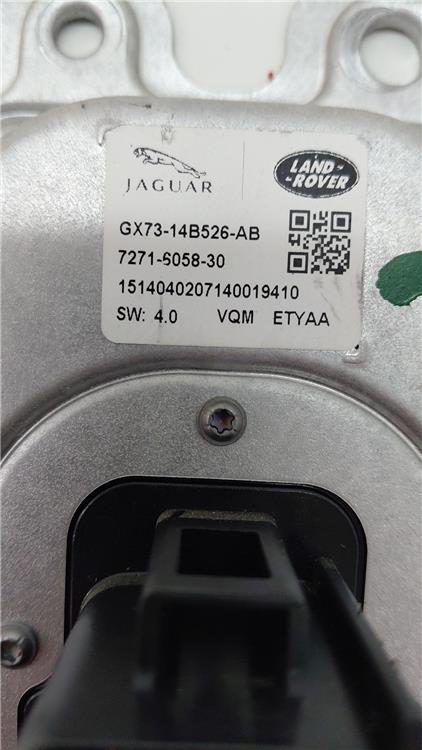 JAGUAR
LAND-
-ROVER
GX73-14B526-AB
7271-6058-30
1514040207140019410
SW: 4.0 VQM ETYAA